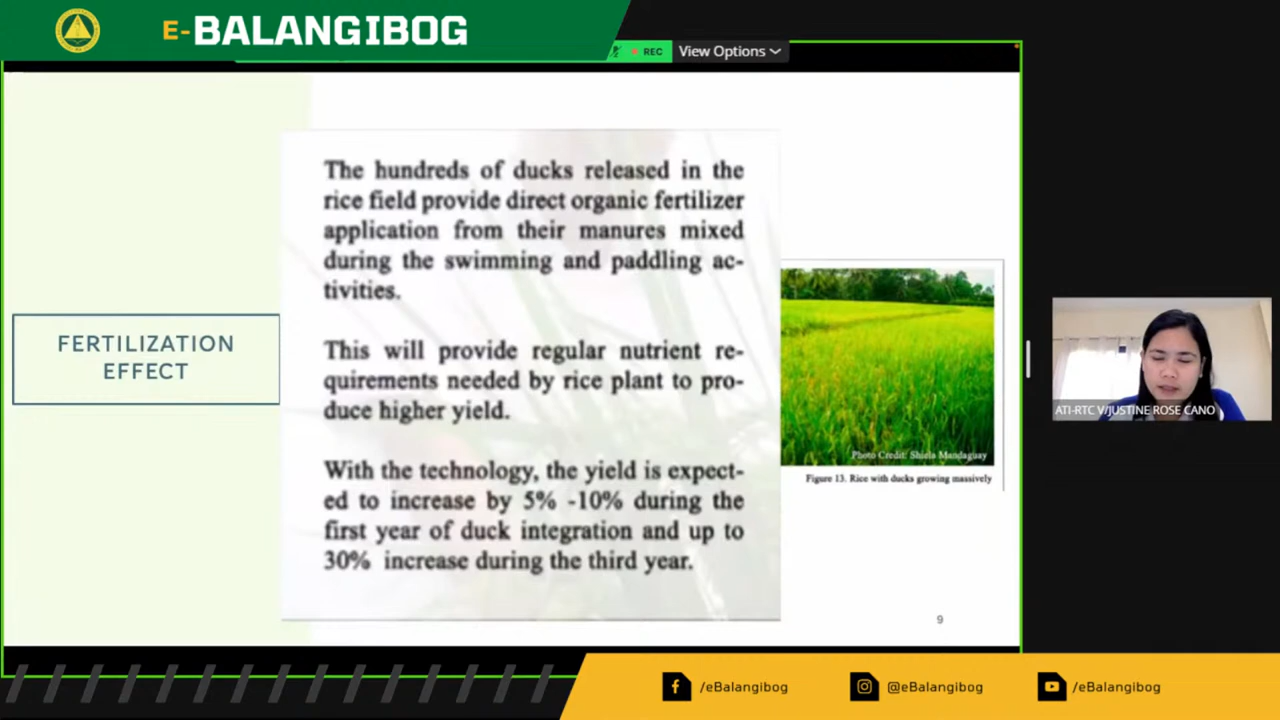 E-BALANGIBOG
REC
View Options
The hundreds of ducks released in the
rice field provide direct organic fertilizer
application from their manures mixed
during the swimming and paddling ac-
tivities.
This will provide regular nutrient re-
quirements needed by rice plant to pro-
duce higher yield.
With the technology, the yield is expect-
ed to increase by 5% -10% during the
first year of duck integration and up to
30% increase during the third year.
FERTILIZATION
EFFECT
Photo Credit: Shiela Mandaguay
Figure 13. Rice with ducks growing massively
9
ATI-RTC V/JUSTINE ROSE CANO
/eBalangibog
@eBalangibog
/eBalangibog